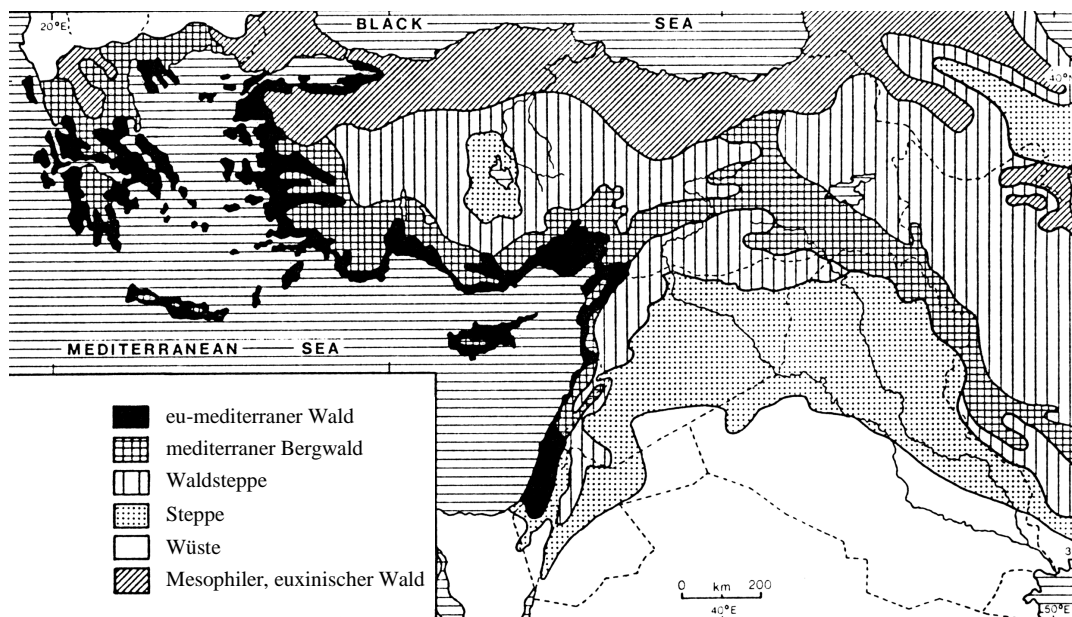 20°E
BLACK SEA
40°N
MEDITERRANEAN SEA
eu-mediterraner Wald
mediterraner Bergwald
Waldsteppe
Steppe
Wüste
Mesophiler, euxinischer Wald
0 km 200
40°E
50°E
3